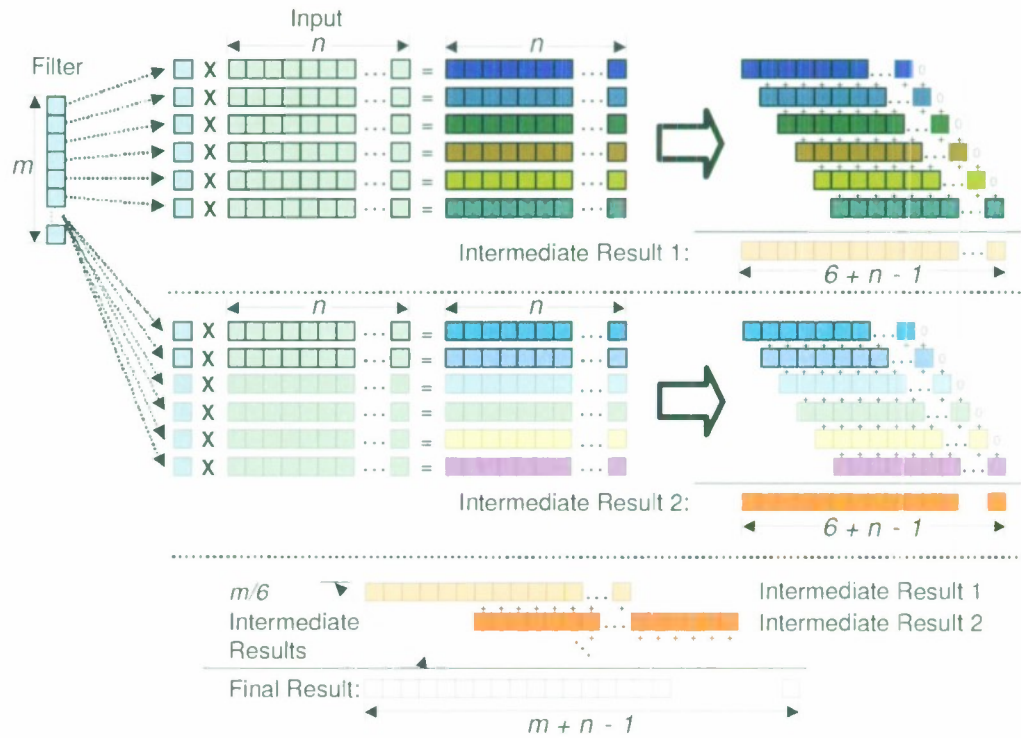 Input
Filter
n
n
m
X ... =
X ... =
X ... =
X ... =
X ... =
X ... =
Intermediate Result 1:
6 + n - 1
n
n
X ... =
X ... =
X ... =
X ... =
X ... =
X ... =
Intermediate Result 2:
6 + n - 1
m/6
Intermediate
Results
Intermediate Result 1
Intermediate Result 2
Final Result:
m + n - 1